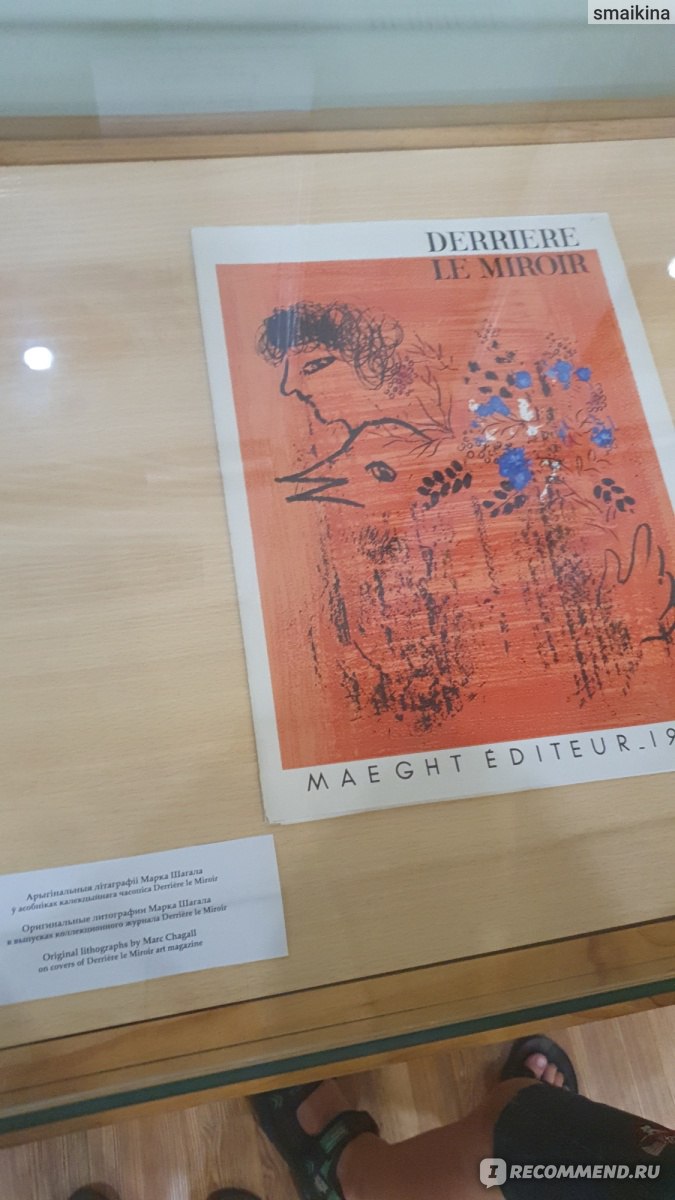 smaikina
DERRIERE
LE MIROIR
MAEGHT ÉDITEUR_19
Арыгінальныя літаграфіі Марка Шагала
ў асобніках калекцыйнага часопіса Derrière le Miroir
Оригинальные литографии Марка Шагала
в выпусках коллекционного журнала Derrière le Miroir
Original lithographs by Marc Chagall
on covers of Derrière le Miroir art magazine
IRECOMMEND.RU